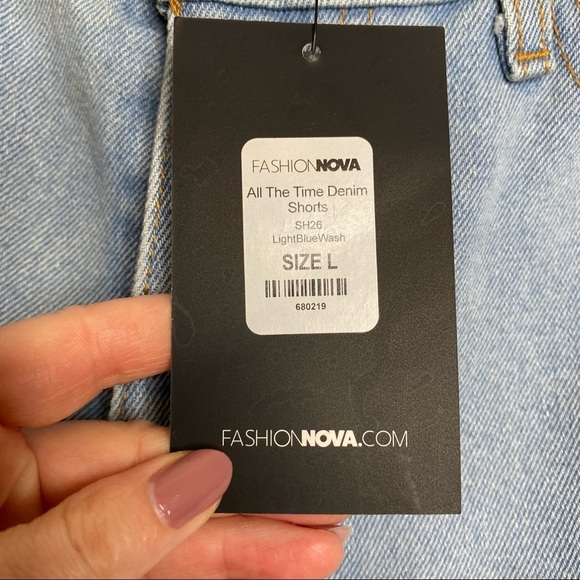 FASHIONNOVA
All The Time Denim
Shorts
SH26
LightBlueWash
SIZE L
680219
FASHIONNOVA.COM